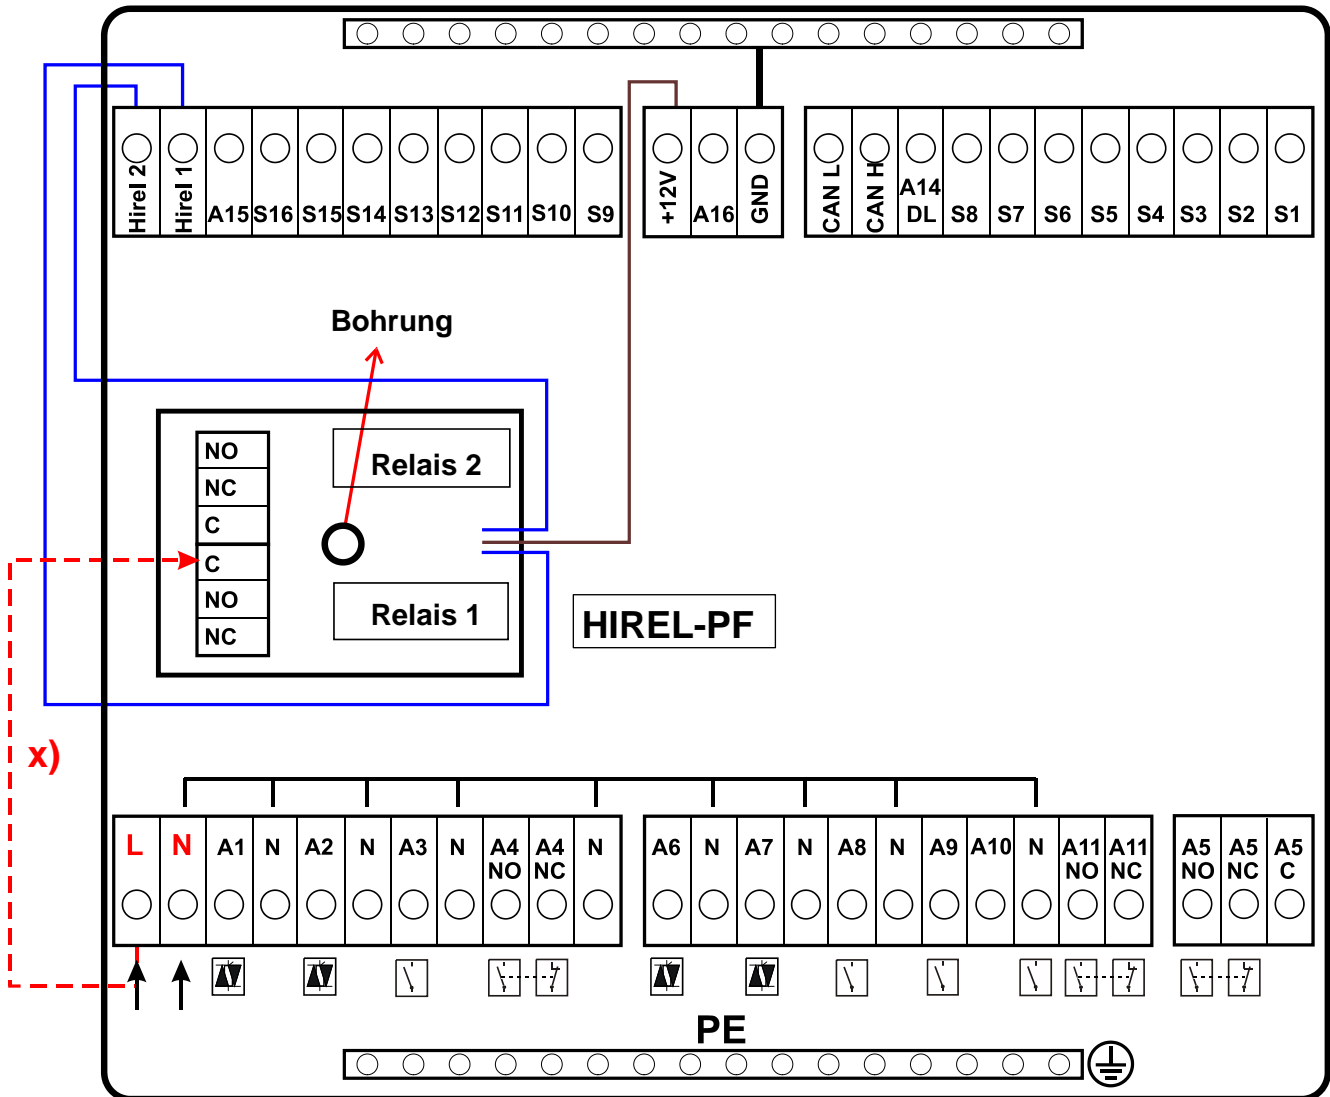 Hirel 2 Hirel 1 A15 S16 S15 S14 S13 S12 S11 S10 S9
+12V A16 GND
CAN L CAN H A14 DL S8 S7 S6 S5 S4 S3 S2 S1
Bohrung
NO
NC
C
C
NO
NC
Relais 2
Relais 1
HIREL-PF
x)
L N A1 N A2 N A3 N A4 NO A4 NC N
A6 N A7 N A8 N A9 A10 N A11 NO A11 NC
A5 NO A5 NC A5 C
PE